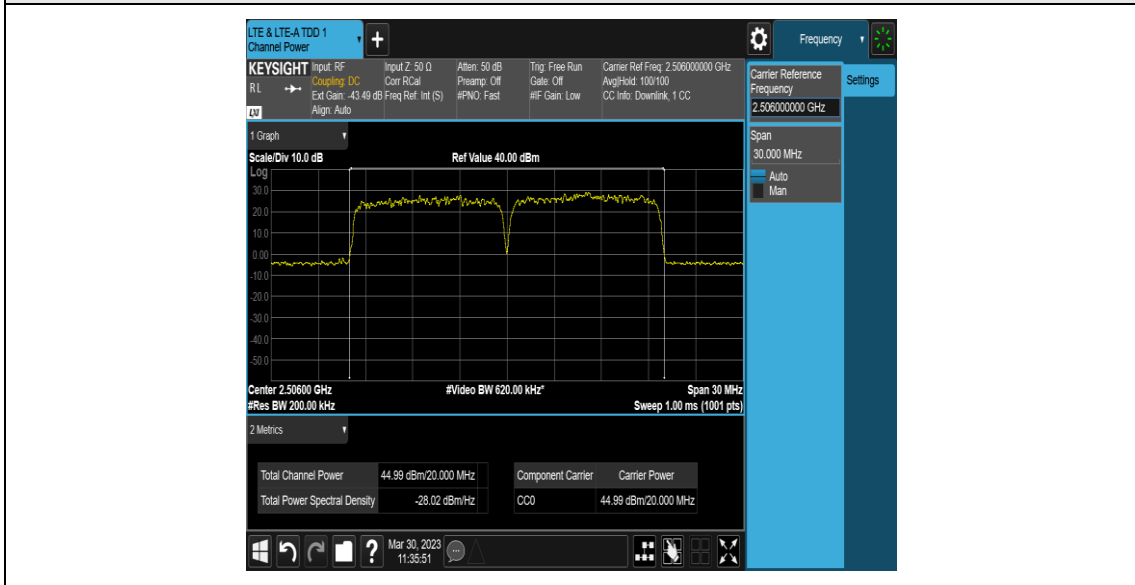 LTE & LTE-A TDD 1
Channel Power
Frequency
KEYSIGHT
RL
LXI
Input: RF
Coupling: DC
Ext Gain: -43.49 dB
Align: Auto
Input Z: 50 Ω
Corr RCal
Freq Ref: Int (S)
Atten: 50 dB
Preamp: Off
#PNO: Fast
Trig: Free Run
Gate: Off
#IF Gain: Low
Carrier Ref Freq: 2.506000000 GHz
Avg|Hold: 100/100
CC Info: Downlink, 1 CC
Carrier Reference
Frequency
2.506000000 GHz
Settings
Span
30.000 MHz
Auto
Man
1 Graph
Scale/Div 10.0 dB
Ref Value 40.00 dBm
Log
30.0
20.0
10.0
0.00
-10.0
-20.0
-30.0
-40.0
-50.0
Center 2.50600 GHz
#Video BW 620.00 kHz*
Span 30 MHz
#Res BW 200.00 kHz
Sweep 1.00 ms (1001 pts)
2 Metrics
Total Channel Power 44.99 dBm/20.000 MHz
Total Power Spectral Density -28.02 dBm/Hz
Component Carrier Carrier Power
CC0 44.99 dBm/20.000 MHz
?
Mar 30, 2023
11:35:51